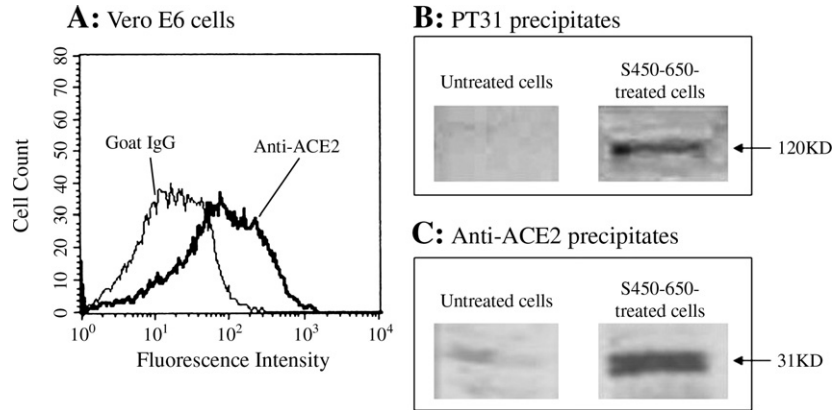 A: Vero E6 cells
80
70
60
50
40
30
20
10
0
Cell Count
Goat IgG
Anti-ACE2
10^0
10^1
10^2
10^3
10^4
Fluorescence Intensity
B: PT31 precipitates
Untreated cells
S450-650-
treated cells
120KD
C: Anti-ACE2 precipitates
Untreated cells
S450-650-
treated cells
31KD